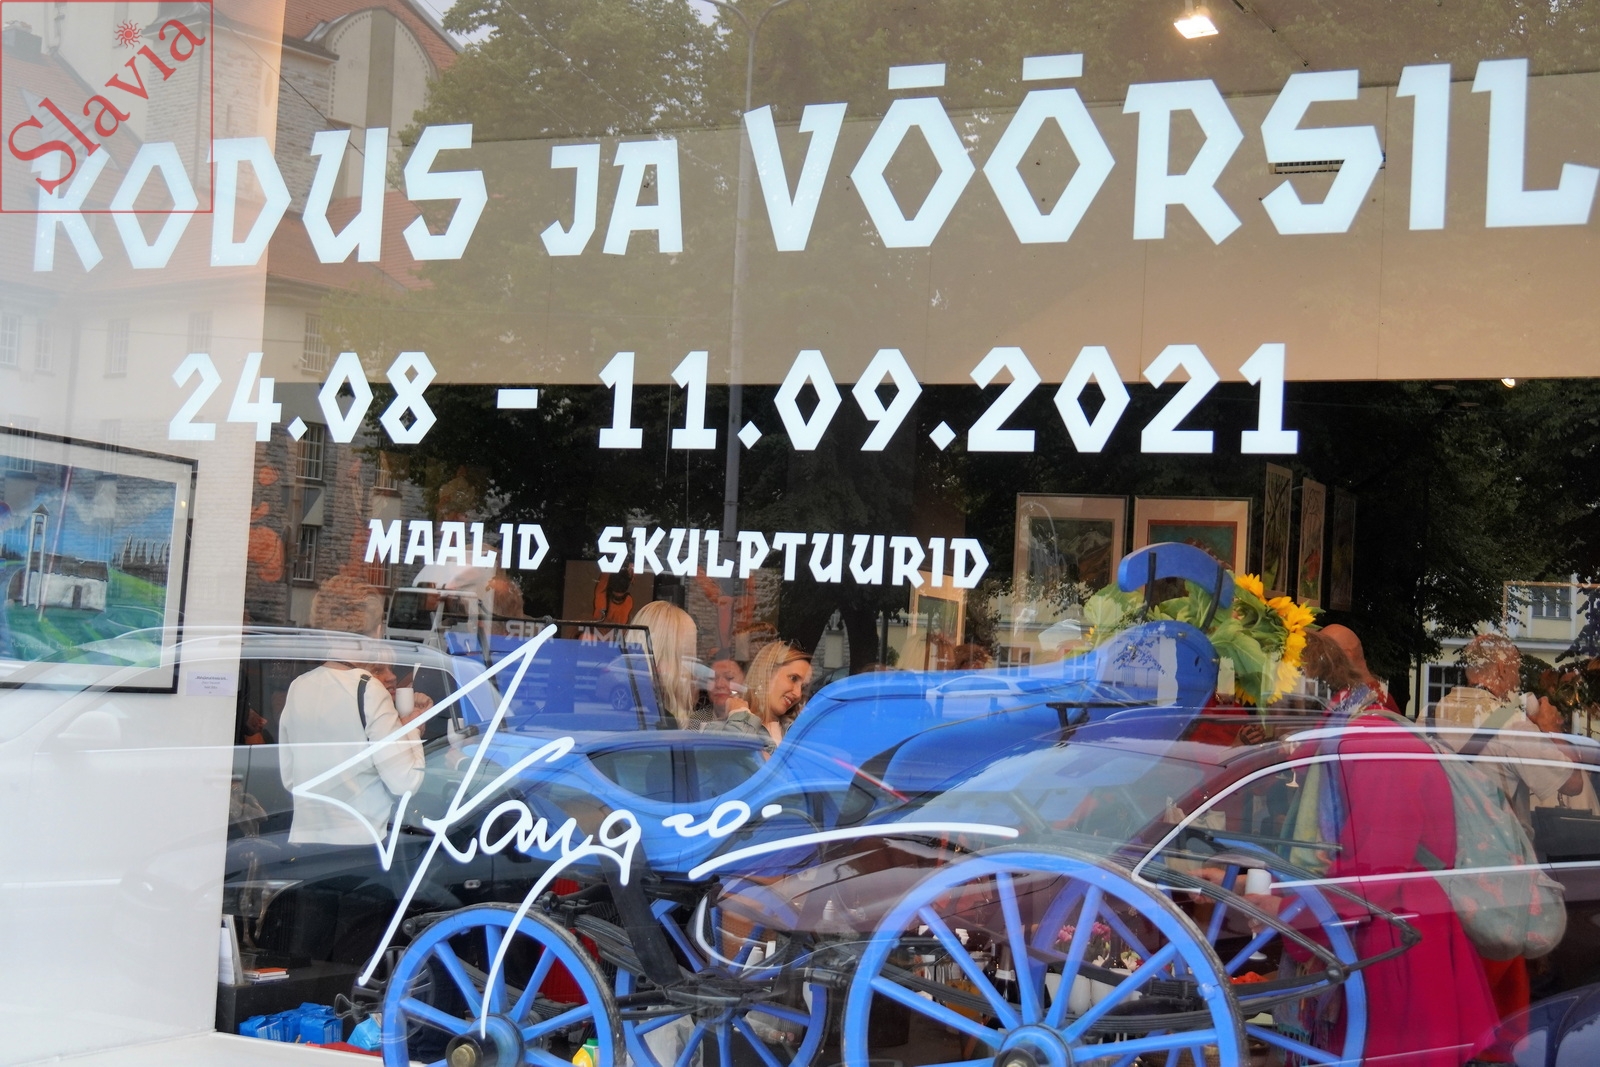 Slavia
KODUS JA VÕÕRSIL
24.08 - 11.09.2021
MAALID SKULPTUURID